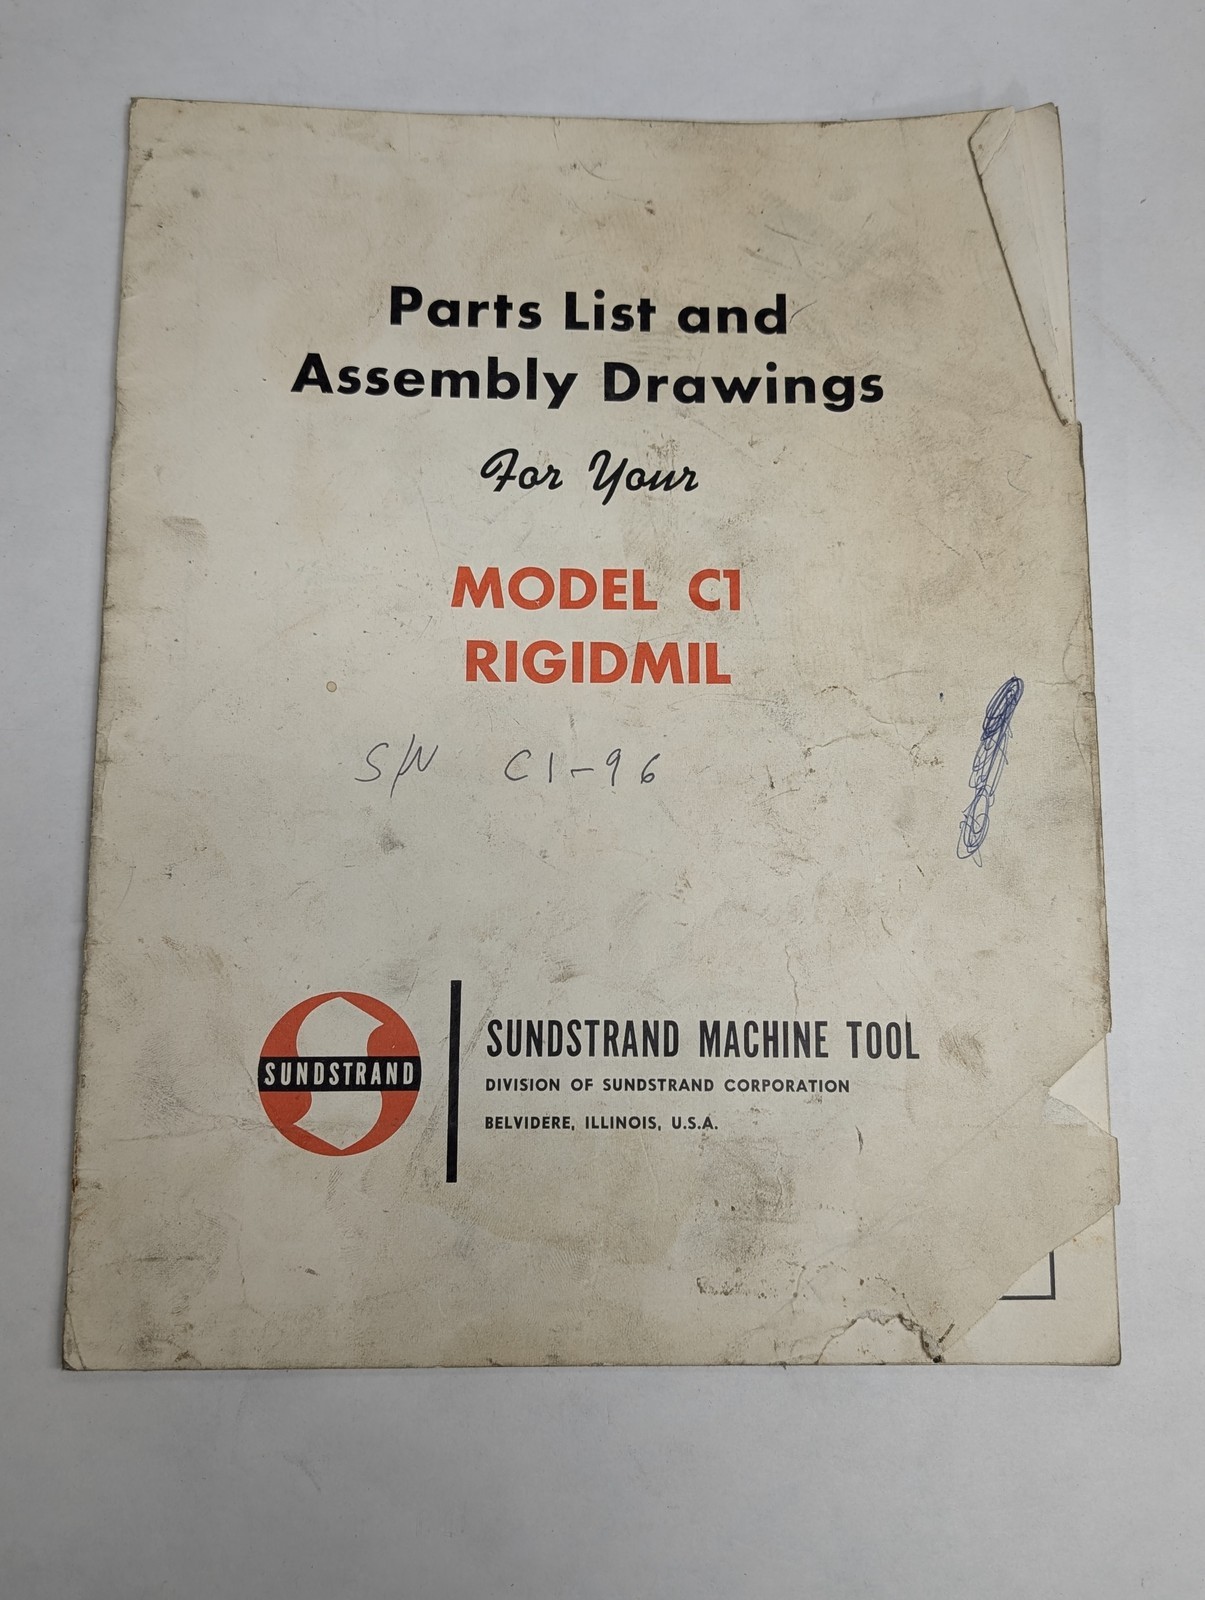 Parts List and
Assembly Drawings
For Your
MODEL C1
RIGIDMIL
S/N C1-96
SUNDSTRAND
SUNDSTRAND MACHINE TOOL
DIVISION OF SUNDSTRAND CORPORATION
BELVIDERE, ILLINOIS, U.S.A.